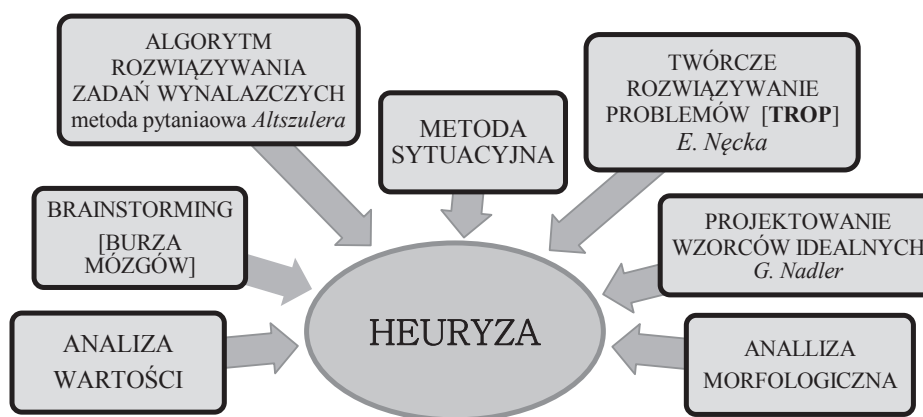 ALGORYTM
ROZWIĄZYWANIA
ZADAŃ WYNALAZCZYCH
metoda pytaniaowa Altszulera
METODA
SYTUACYJNA
TWÓRCZE
ROZWIĄZYWANIE
PROBLEMÓW [TROP]
E. Nęcka
BRAINSTORMING
[BURZA
MÓZGÓW]
PROJEKTOWANIE
WZORCÓW IDEALNYCH
G. Nadler
ANALIZA
WARTOŚCI
HEURYZA
ANALLIZA
MORFOLOGICZNA